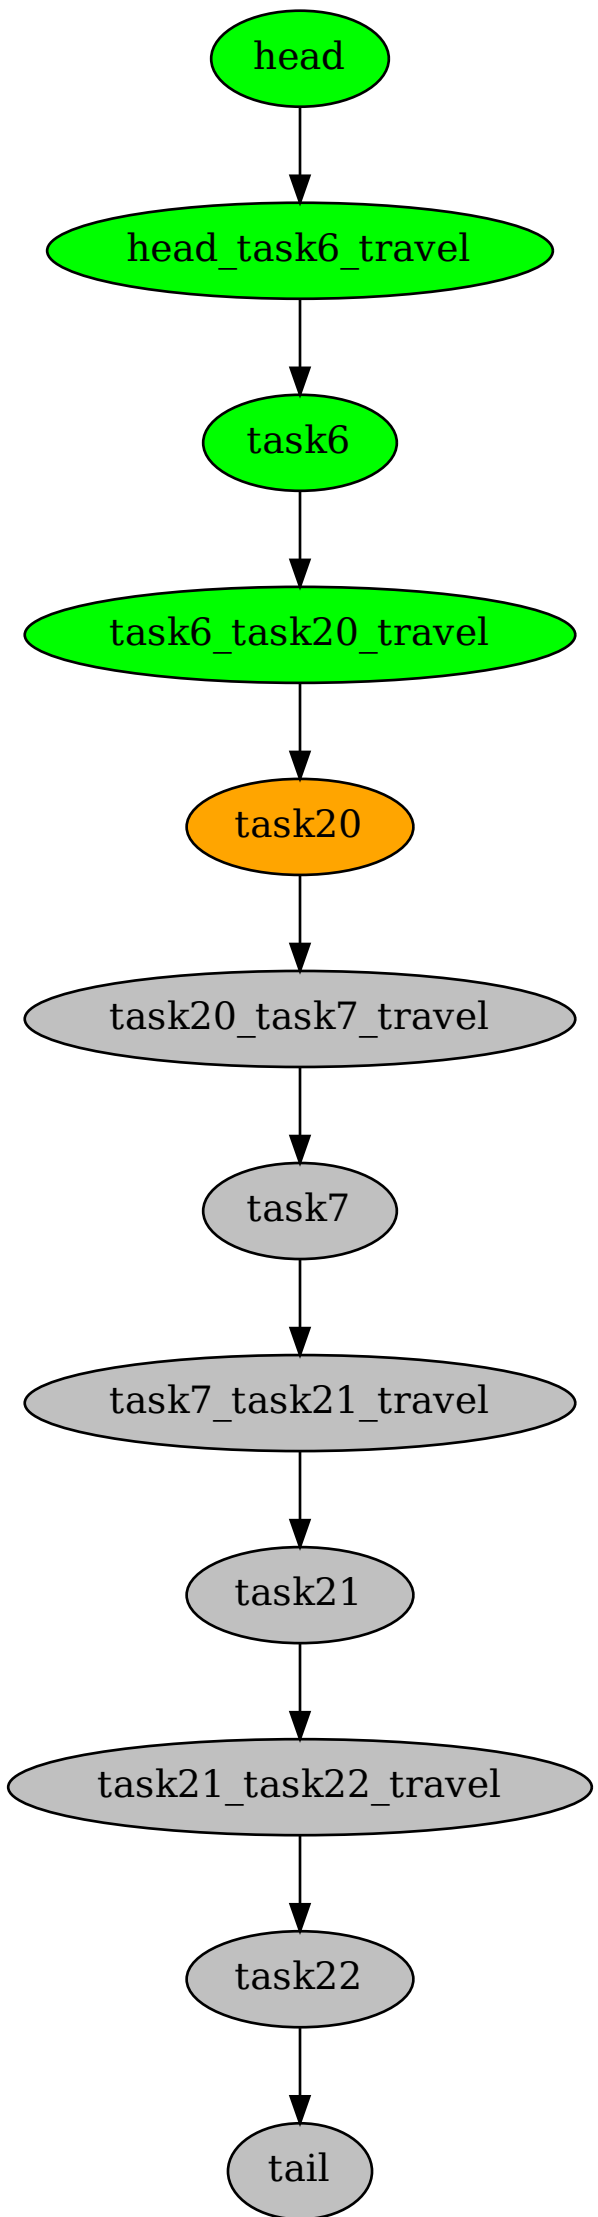 head
head_task6_travel
task6
task6_task20_travel
task20
task20_task7_travel
task7
task7_task21_travel
task21
task21_task22_travel
task22
tail